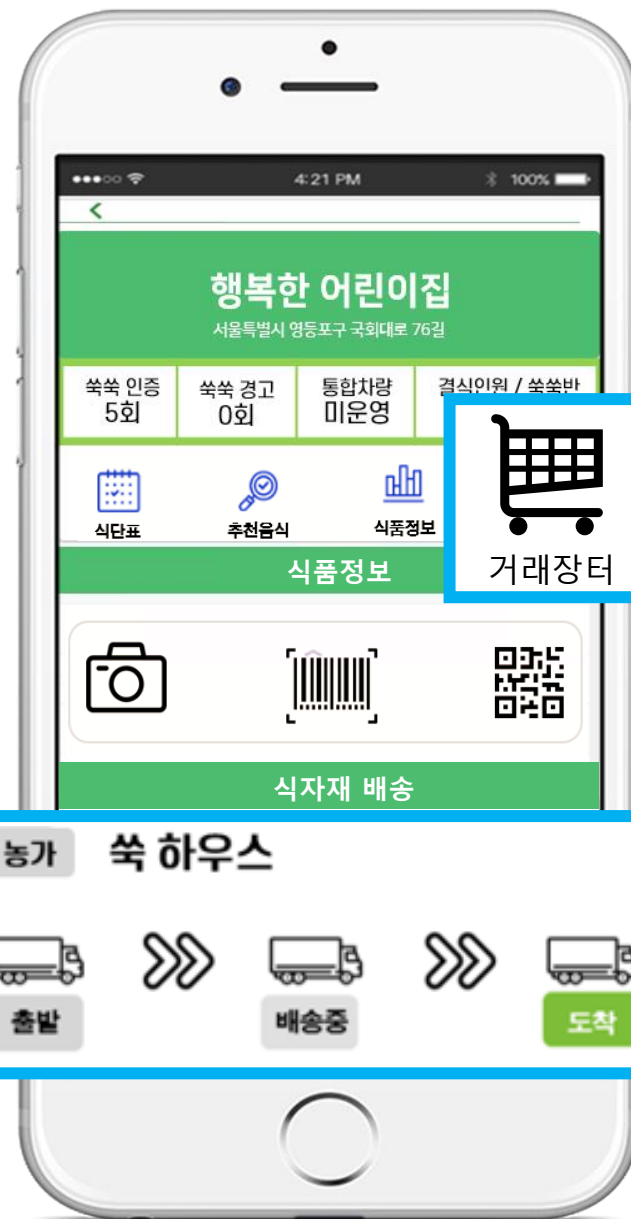 4:21 PM
100%
행복한 어린이집
서울특별시 영등포구 국회대로 76길
쑥쑥 인증
5회
쑥쑥 경고
0회
통합차량
미운영
결식인원 / 쑥쑥반
식단표
추천음식
식품정보
거래장터
식품정보
식자재 배송
농가
쑥 하우스
출발
배송중
도착